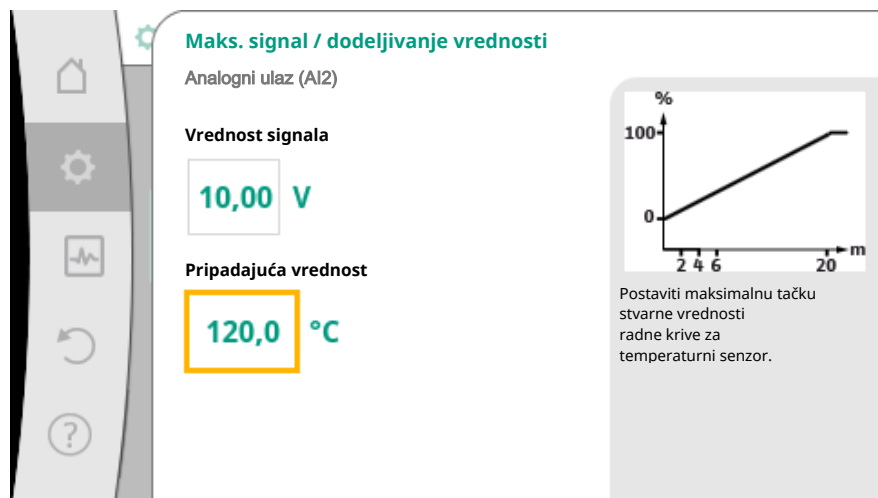 Maks. signal / dodeljivanje vrednosti
Analogni ulaz (AI2)
Vrednost signala
10,00 V
Pripadajuća vrednost
120,0 °C
%
100
0
2 4 6 20 m
Postaviti maksimalnu tačku
stvarne vrednosti
radne krive za
temperaturni senzor.
?